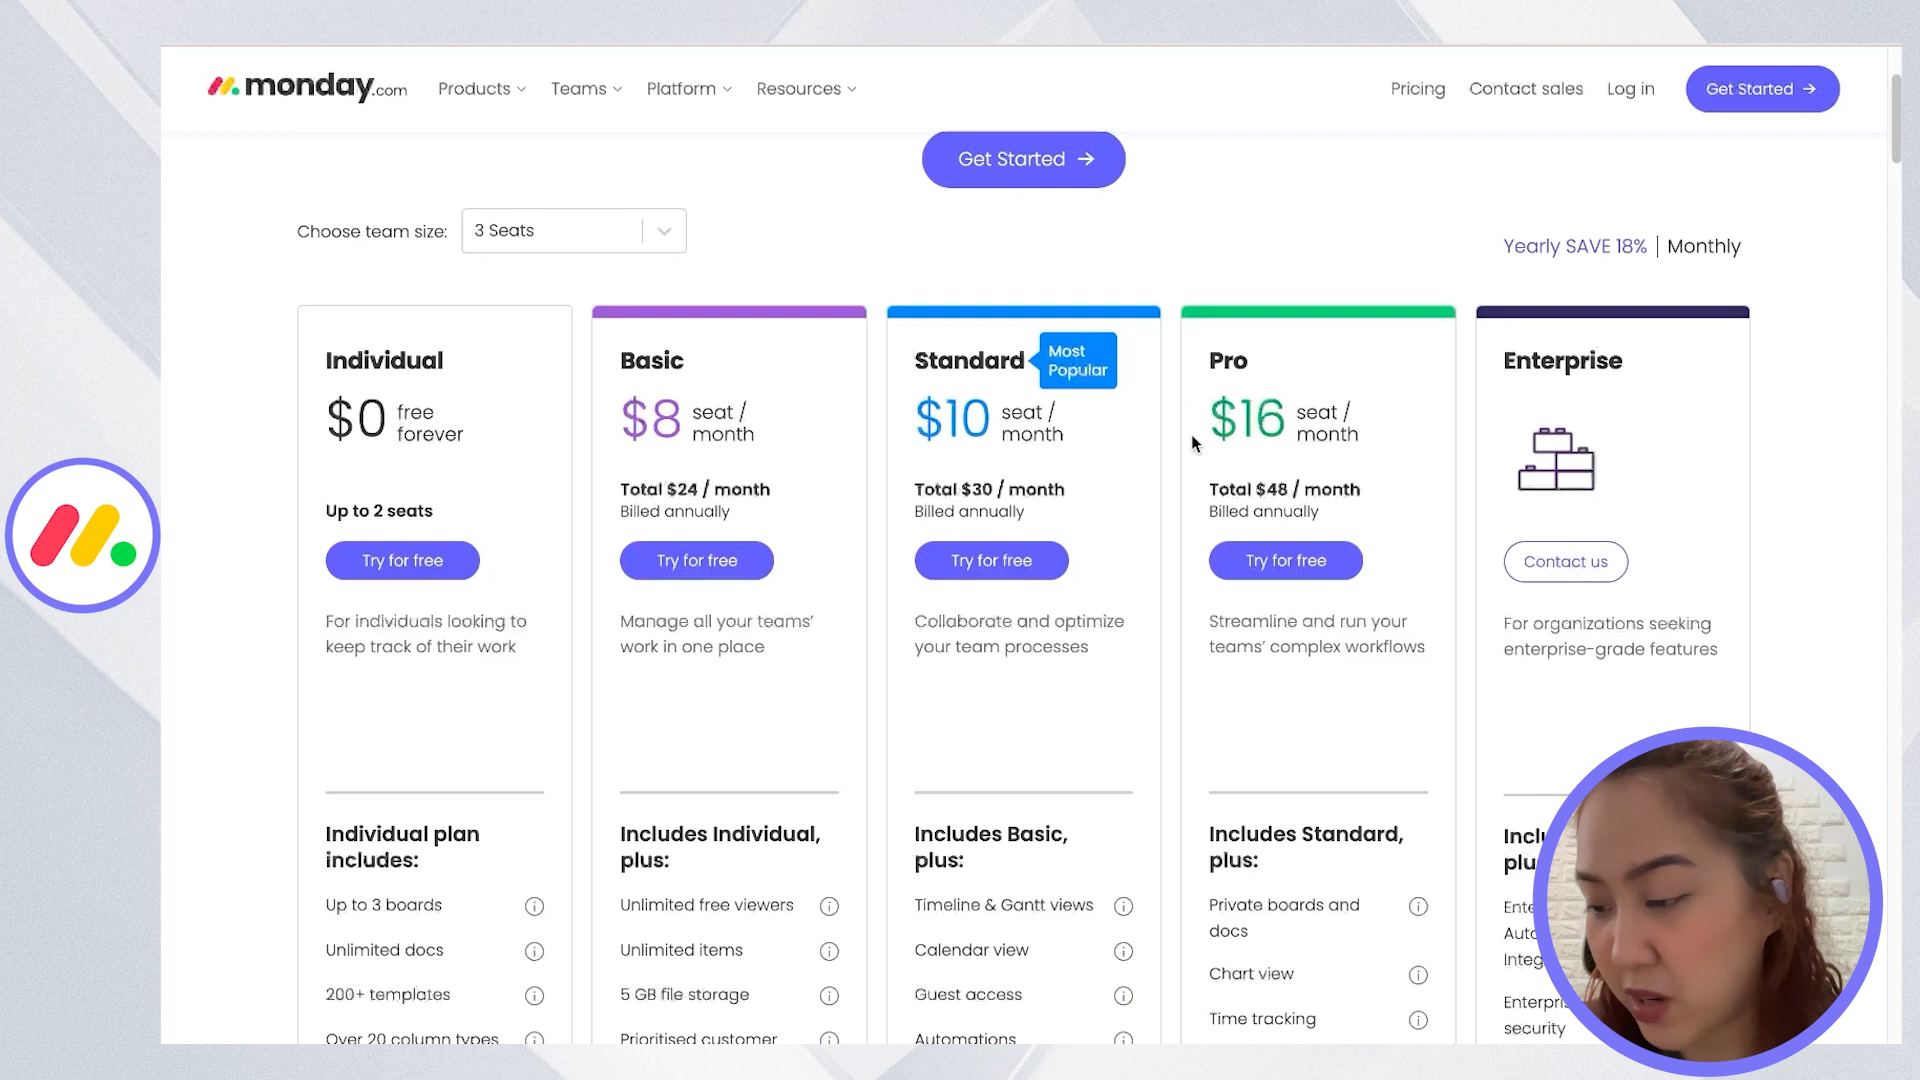 monday.com
Products
Teams
Platform
Resources
Pricing
Contact sales
Log in
Get Started →
Get Started →
Choose team size:
3 Seats
Yearly SAVE 18% | Monthly
Individual
$0 free
forever
Up to 2 seats
Try for free
For individuals looking to
keep track of their work
Individual plan
includes:
Up to 3 boards
Unlimited docs
200+ templates
Over 20 column types
Basic
$8 seat /
month
Total $24 / month
Billed annually
Try for free
Manage all your teams’
work in one place
Includes Individual,
plus:
Unlimited free viewers
Unlimited items
5 GB file storage
Prioritised customer
Standard
Most
Popular
$10 seat /
month
Total $30 / month
Billed annually
Try for free
Collaborate and optimize
your team processes
Includes Basic,
plus:
Timeline & Gantt views
Calendar view
Guest access
Automations
Pro
$16 seat /
month
Total $48 / month
Billed annually
Try for free
Streamline and run your
teams’ complex workflows
Includes Standard,
plus:
Private boards and
docs
Chart view
Time tracking
Enterprise
Contact us
For organizations seeking
enterprise-grade features
security